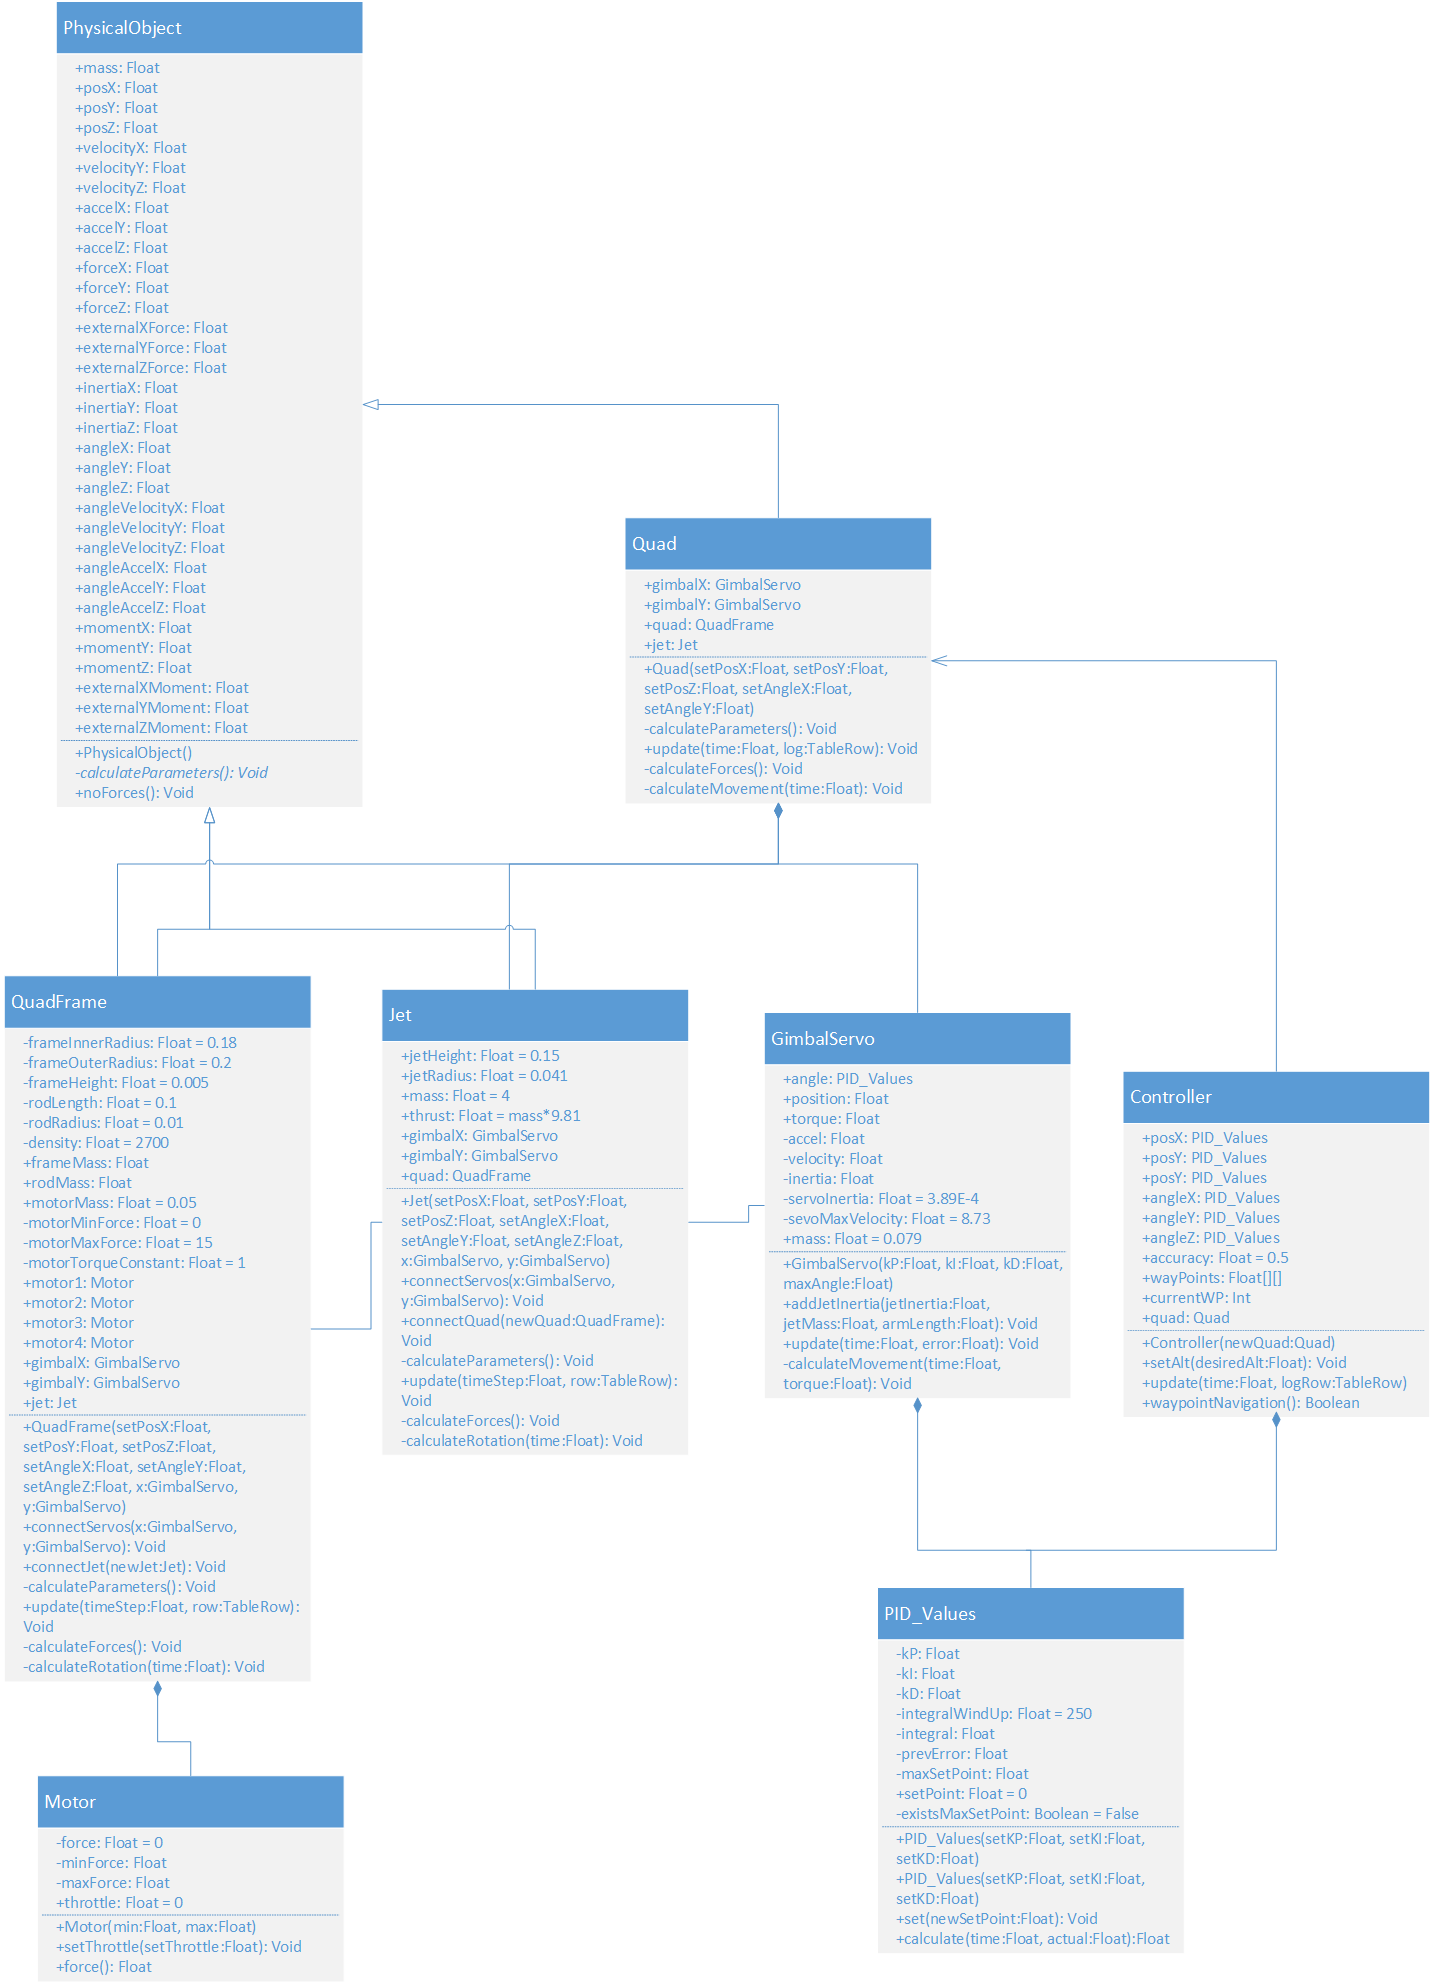 PhysicalObject
+mass: Float
+posX: Float
+posY: Float
+posZ: Float
+velocityX: Float
+velocityY: Float
+velocityZ: Float
+accelX: Float
+accelY: Float
+accelZ: Float
+forceX: Float
+forceY: Float
+forceZ: Float
+externalXForce: Float
+externalYForce: Float
+externalZForce: Float
+inertiaX: Float
+inertiaY: Float
+inertiaZ: Float
+angleX: Float
+angleY: Float
+angleZ: Float
+angleVelocityX: Float
+angleVelocityY: Float
+angleVelocityZ: Float
+angleAccelX: Float
+angleAccelY: Float
+angleAccelZ: Float
+momentX: Float
+momentY: Float
+momentZ: Float
+externalXMoment: Float
+externalYMoment: Float
+externalZMoment: Float
+PhysicalObject()
-calculateParameters(): Void
+noForces(): Void
Quad
+gimbalX: GimbalServo
+gimbalY: GimbalServo
+quad: QuadFrame
+jet: Jet
+Quad(setPosX:Float, setPosY:Float,
setPosZ:Float, setAngleX:Float,
setAngleY:Float)
-calculateParameters(): Void
+update(time:Float, log:TableRow): Void
-calculateForces(): Void
-calculateMovement(time:Float): Void
QuadFrame
-frameInnerRadius: Float = 0.18
-frameOuterRadius: Float = 0.2
-frameHeight: Float = 0.005
-rodLength: Float = 0.1
-rodRadius: Float = 0.01
-density: Float = 2700
+frameMass: Float
+rodMass: Float
+motorMass: Float = 0.05
-motorMinForce: Float = 0
-motorMaxForce: Float = 15
-motorTorqueConstant: Float = 1
+motor1: Motor
+motor2: Motor
+motor3: Motor
+motor4: Motor
+gimbalX: GimbalServo
+gimbalY: GimbalServo
+jet: Jet
+QuadFrame(setPosX:Float,
setPosY:Float, setPosZ:Float,
setAngleX:Float, setAngleY:Float,
setAngleZ:Float, x:GimbalServo,
y:GimbalServo)
+connectServos(x:GimbalServo,
y:GimbalServo): Void
+connectJet(newJet:Jet): Void
-calculateParameters(): Void
+update(timeStep:Float, row:TableRow):
Void
-calculateForces(): Void
-calculateRotation(time:Float): Void
Jet
+jetHeight: Float = 0.15
+jetRadius: Float = 0.041
+mass: Float = 4
+thrust: Float = mass*9.81
+gimbalX: GimbalServo
+gimbalY: GimbalServo
+quad: QuadFrame
+Jet(setPosX:Float, setPosY:Float,
setPosZ:Float, setAngleX:Float,
setAngleY:Float, setAngleZ:Float,
x:GimbalServo, y:GimbalServo)
+connectServos(x:GimbalServo,
y:GimbalServo): Void
+connectQuad(newQuad:QuadFrame):
Void
-calculateParameters(): Void
+update(timeStep:Float, row:TableRow):
Void
-calculateForces(): Void
-calculateRotation(time:Float): Void
GimbalServo
+angle: PID_Values
+position: Float
+torque: Float
-accel: Float
-velocity: Float
-inertia: Float
-servoInertia: Float = 3.89E-4
-sevoMaxVelocity: Float = 8.73
+mass: Float = 0.079
+GimbalServo(kP:Float, kI:Float, kD:Float,
maxAngle:Float)
+addJetInertia(jetInertia:Float,
jetMass:Float, armLength:Float): Void
+update(time:Float, error:Float): Void
-calculateMovement(time:Float,
torque:Float): Void
Controller
+posX: PID_Values
+posY: PID_Values
+posY: PID_Values
+angleX: PID_Values
+angleY: PID_Values
+angleZ: PID_Values
+accuracy: Float = 0.5
+wayPoints: Float[][]
+currentWP: Int
+quad: Quad
+Controller(newQuad:Quad)
+setAlt(desiredAlt:Float): Void
+update(time:Float, logRow:TableRow)
+waypointNavigation(): Boolean
PID_Values
-kP: Float
-kI: Float
-kD: Float
-integralWindUp: Float = 250
-integral: Float
-prevError: Float
-maxSetPoint: Float
+setPoint: Float = 0
-existsMaxSetPoint: Boolean = False
+PID_Values(setKP:Float, setKI:Float,
setKD:Float)
+PID_Values(setKP:Float, setKI:Float,
setKD:Float)
+set(newSetPoint:Float): Void
+calculate(time:Float, actual:Float):Float
Motor
-force: Float = 0
-minForce: Float
-maxForce: Float
+throttle: Float = 0
+Motor(min:Float, max:Float)
+setThrottle(setThrottle:Float): Void
+force(): Float